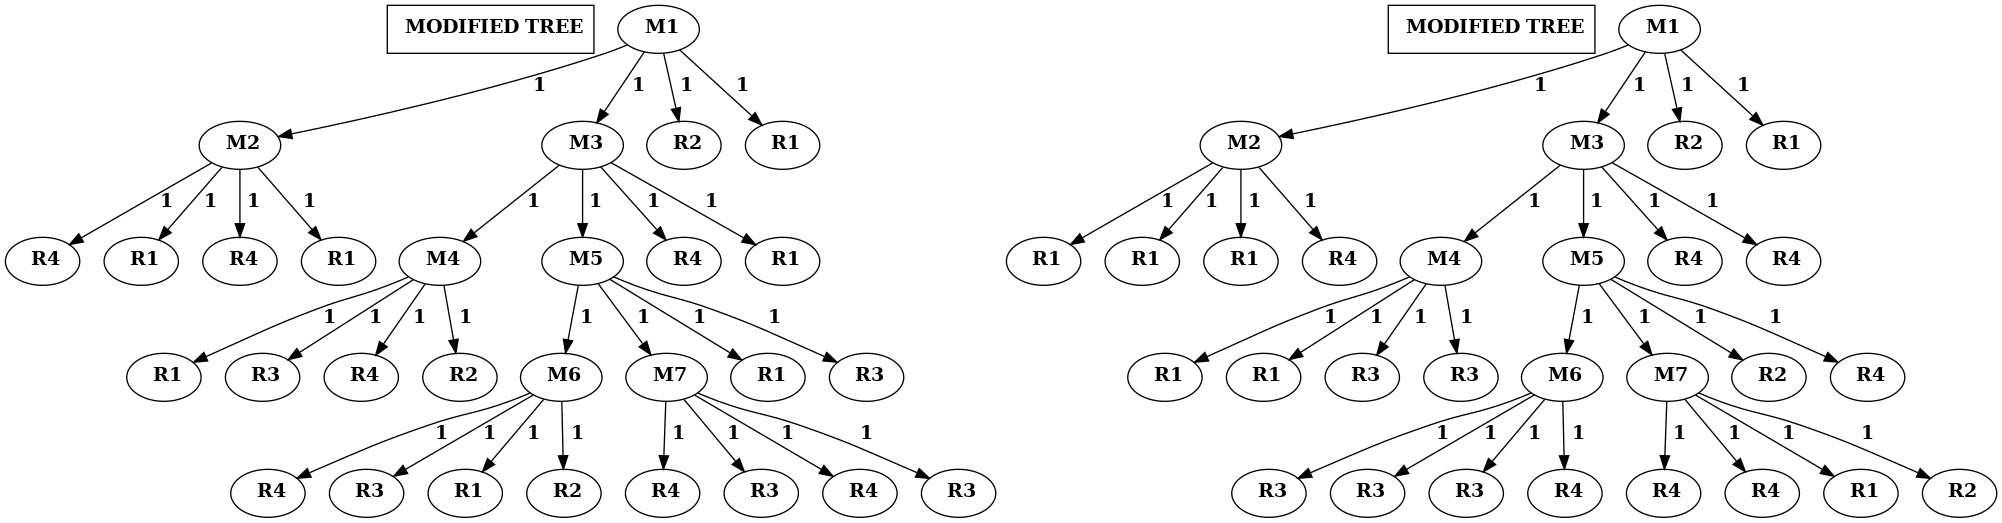 MODIFIED TREE M1 MODIFIED TREE M1
1 1 1 1 1 1 1 1
M2 M3 R2 R1 M2 M3 R2 R1
1 1 1 1 1 1 1 1 1 1 1 1 1 1 1 1
R4 R1 R4 R1 M4 M5 R4 R1 R1 R1 R1 R4 M4 M5 R4 R4
1 1 1 1 1 1 1 1 1 1 1 1 1 1 1 1
R1 R3 R4 R2 M6 M7 R1 R3 R1 R1 R3 R3 M6 M7 R2 R4
1 1 1 1 1 1 1 1 1 1 1 1 1 1 1 1
R4 R3 R1 R2 R4 R3 R4 R3 R3 R3 R3 R4 R4 R4 R1 R2